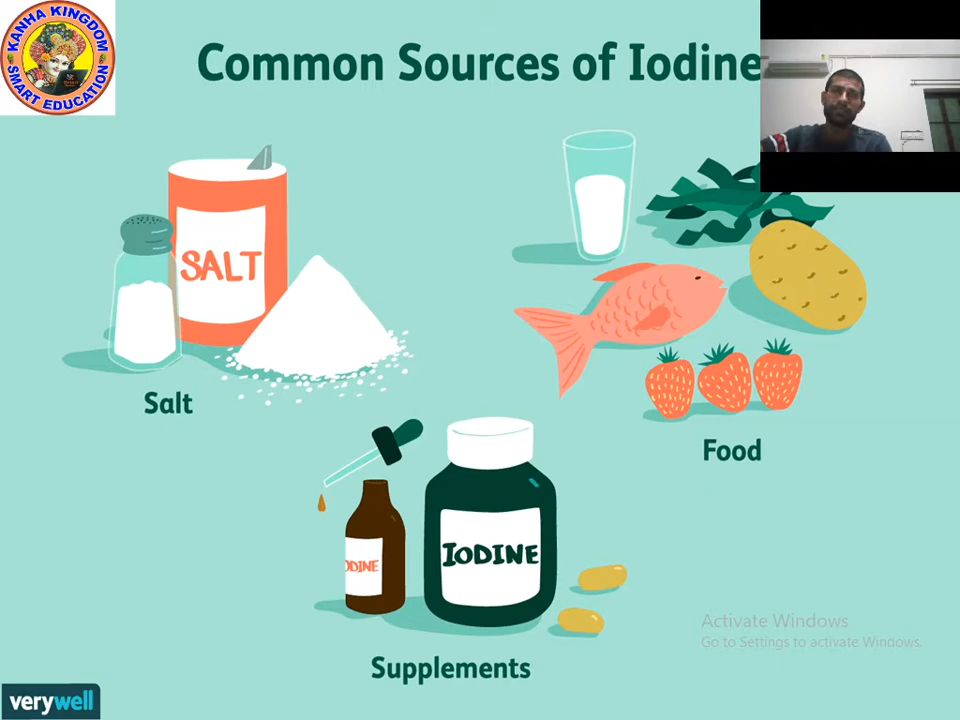 KANHA KINGDOM
SMART EDUCATION
Common Sources of Iodine
SALT
Salt
Food
ODINE
IODINE
Supplements
Activate Windows
Go to Settings to activate Windows.
verywell